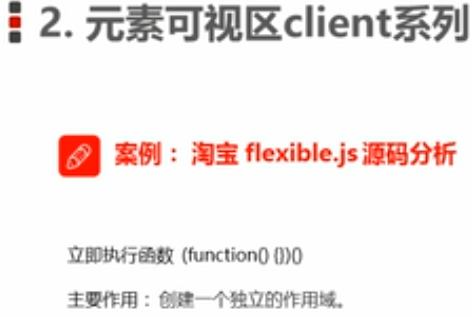 2. 元素可视区client系列
案例：淘宝 flexible.js 源码分析
立即执行函数 (function() {})()
主要作用：创建一个独立的作用域。